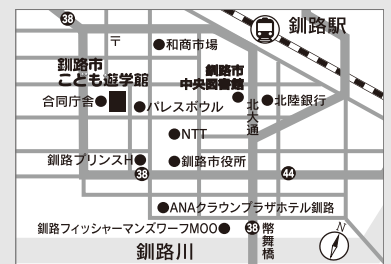 38
釧路駅
〒
和商市場
釧路市
こども遊学館
釧路市
中央図書館
合同庁舎
パレスボウル
北大通
北陸銀行
NTT
釧路プリンスH
釧路市役所
38
44
ANAクラウンプラザホテル釧路
釧路フィッシャーマンズワーフMOO
38
幣舞橋
N
釧路川